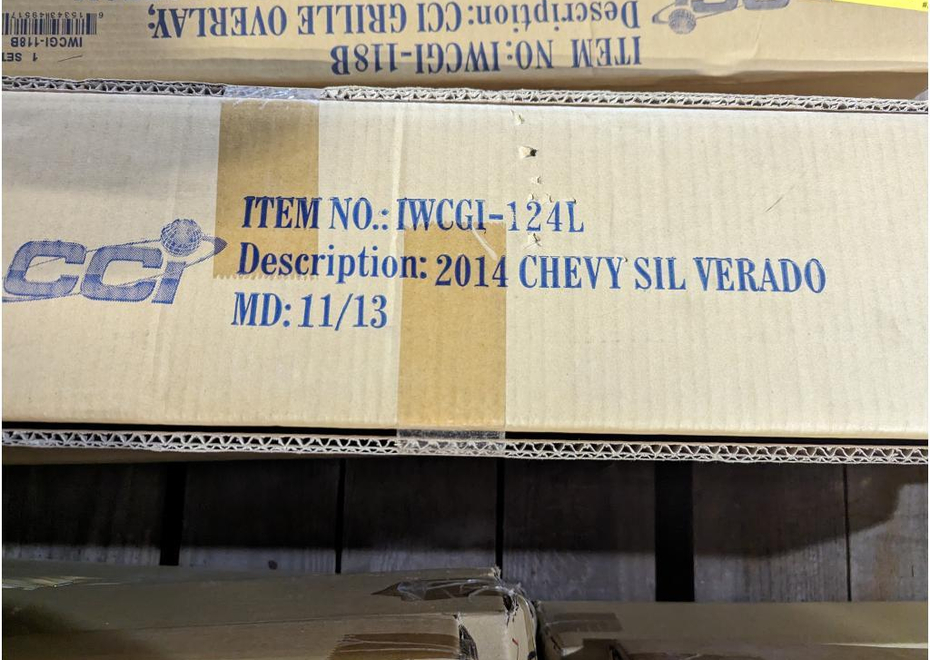 1 SET
IWCGI-118B
ITEM NO:IWCGI-118B
Description: CCI GRILLE OVERLAY;
CCI
CCi
ITEM NO.: IWCGI-124L
Description: 2014 CHEVY SIL VERADO
MD: 11/13